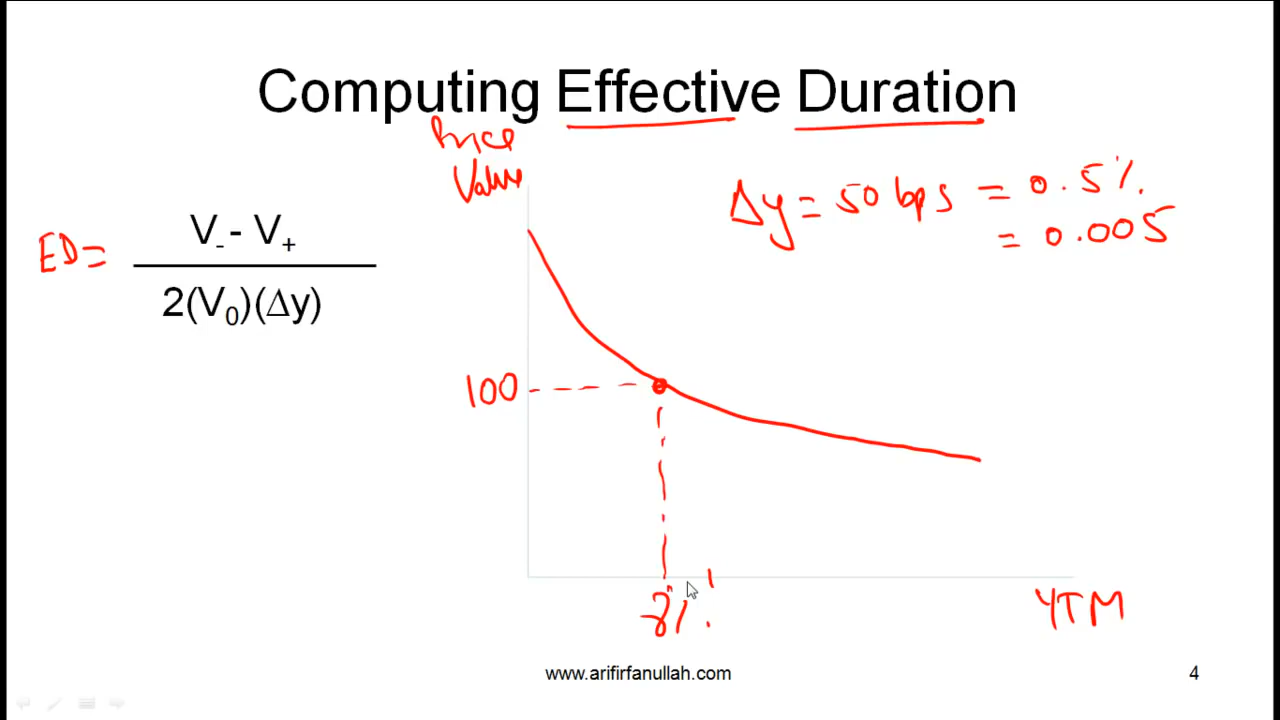 Computing Effective Duration
Price
Value
Δy = 50 bps = 0.5%
= 0.005
ED =
V₋ - V₊
2(V₀)(Δy)
100
8%
YTM
www.arifirfanullah.com
4